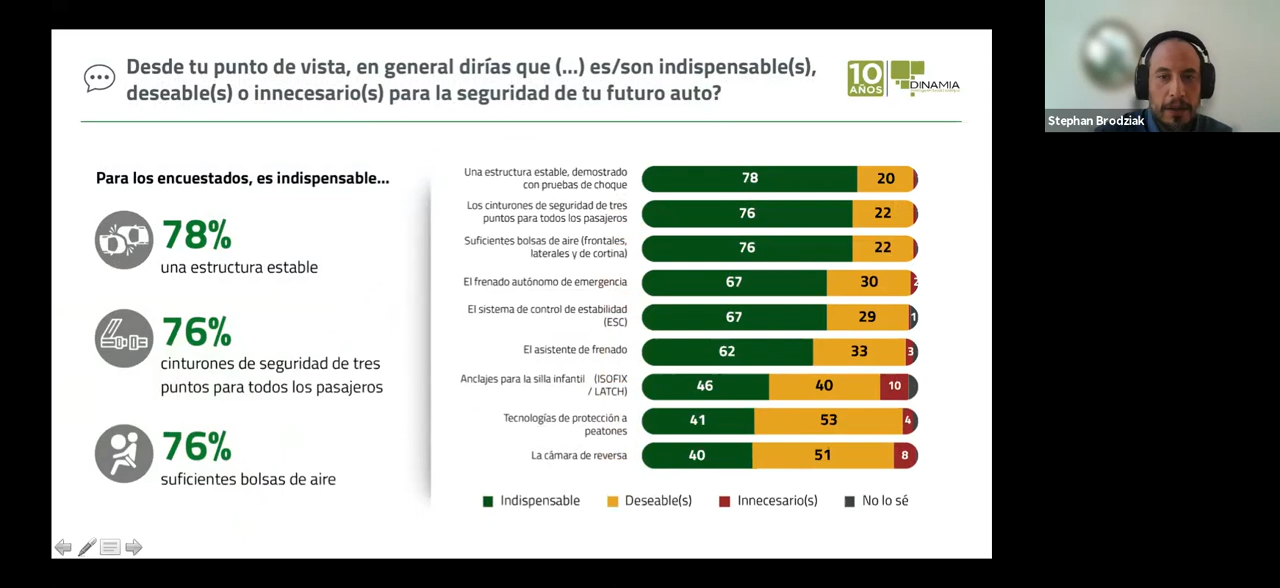 Desde tu punto de vista, en general dirías que (...) es/son indispensable(s),
deseable(s) o innecesario(s) para la seguridad de tu futuro auto?
10
AÑOS
DINAMIA
Stephan Brodziak
Para los encuestados, es indispensable...
78%
una estructura estable
76%
cinturones de seguridad de tres
puntos para todos los pasajeros
76%
suficientes bolsas de aire
Una estructura estable, demostrado
con pruebas de choque
78 20
Los cinturones de seguridad de tres
puntos para todos los pasajeros
76 22
Suficientes bolsas de aire (frontales,
laterales y de cortina)
76 22
El frenado autónomo de emergencia
67 30 2
El sistema de control de estabilidad
(ESC)
67 29 1
El asistente de frenado
62 33 3
Anclajes para la silla infantil (ISOFIX
/ LATCH)
46 40 10
Tecnologías de protección a
peatones
41 53 4
La cámara de reversa
40 51 8
Indispensable Deseable(s) Innecesario(s) No lo sé